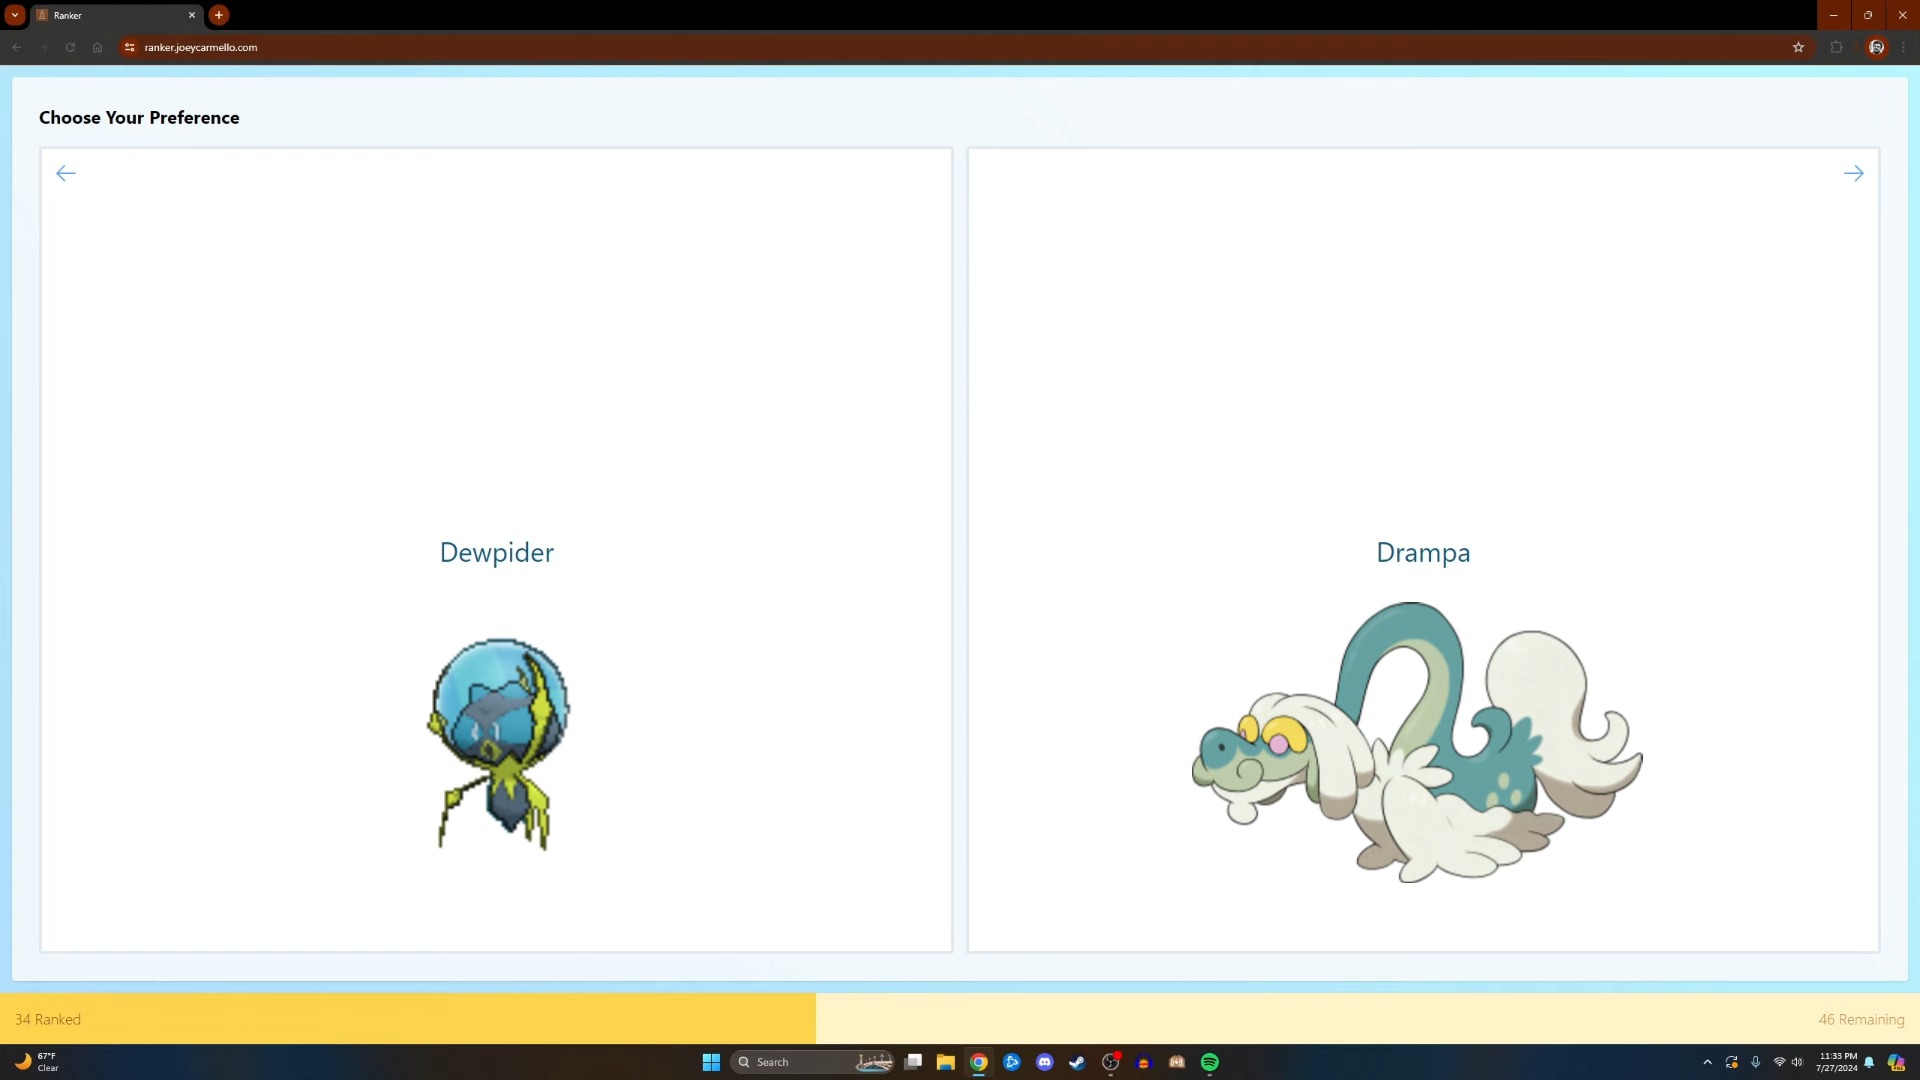 Ranker
ranker.joeycarmello.com
Choose Your Preference
Dewpider
Drampa
34 Ranked
46 Remaining
67°F
Clear
Search
11:33 PM
7/27/2024